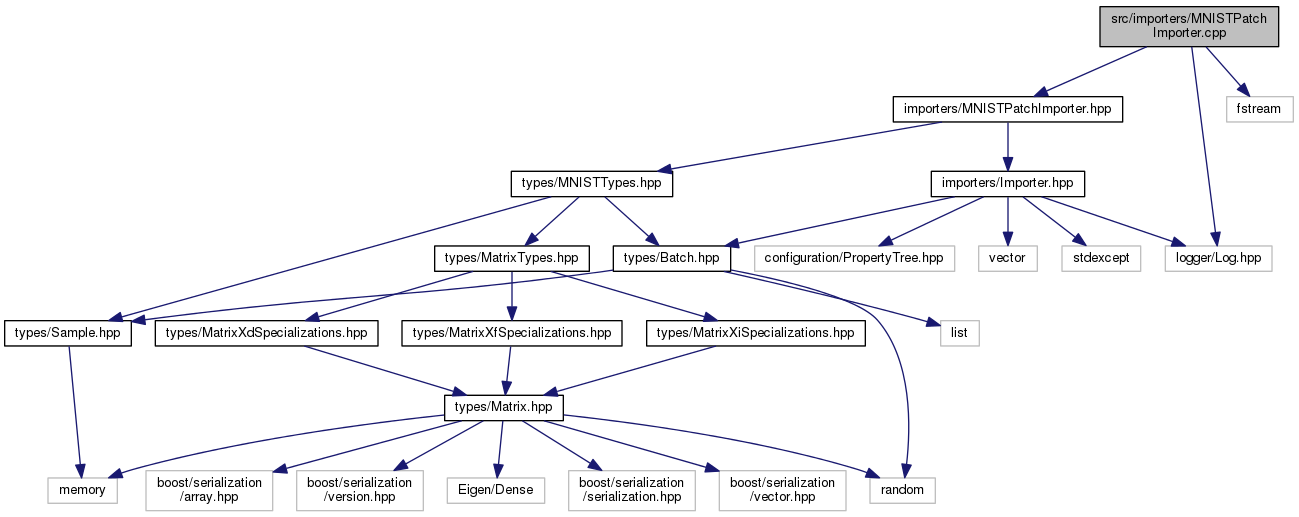 src/importers/MNISTPatch
Importer.cpp
importers/MNISTPatchImporter.hpp
fstream
types/MNISTTypes.hpp
importers/Importer.hpp
types/MatrixTypes.hpp
types/Batch.hpp
configuration/PropertyTree.hpp
vector
stdexcept
logger/Log.hpp
types/Sample.hpp
types/MatrixXdSpecializations.hpp
types/MatrixXfSpecializations.hpp
types/MatrixXiSpecializations.hpp
list
types/Matrix.hpp
memory
boost/serialization
/array.hpp
boost/serialization
/version.hpp
Eigen/Dense
boost/serialization
/serialization.hpp
boost/serialization
/vector.hpp
random